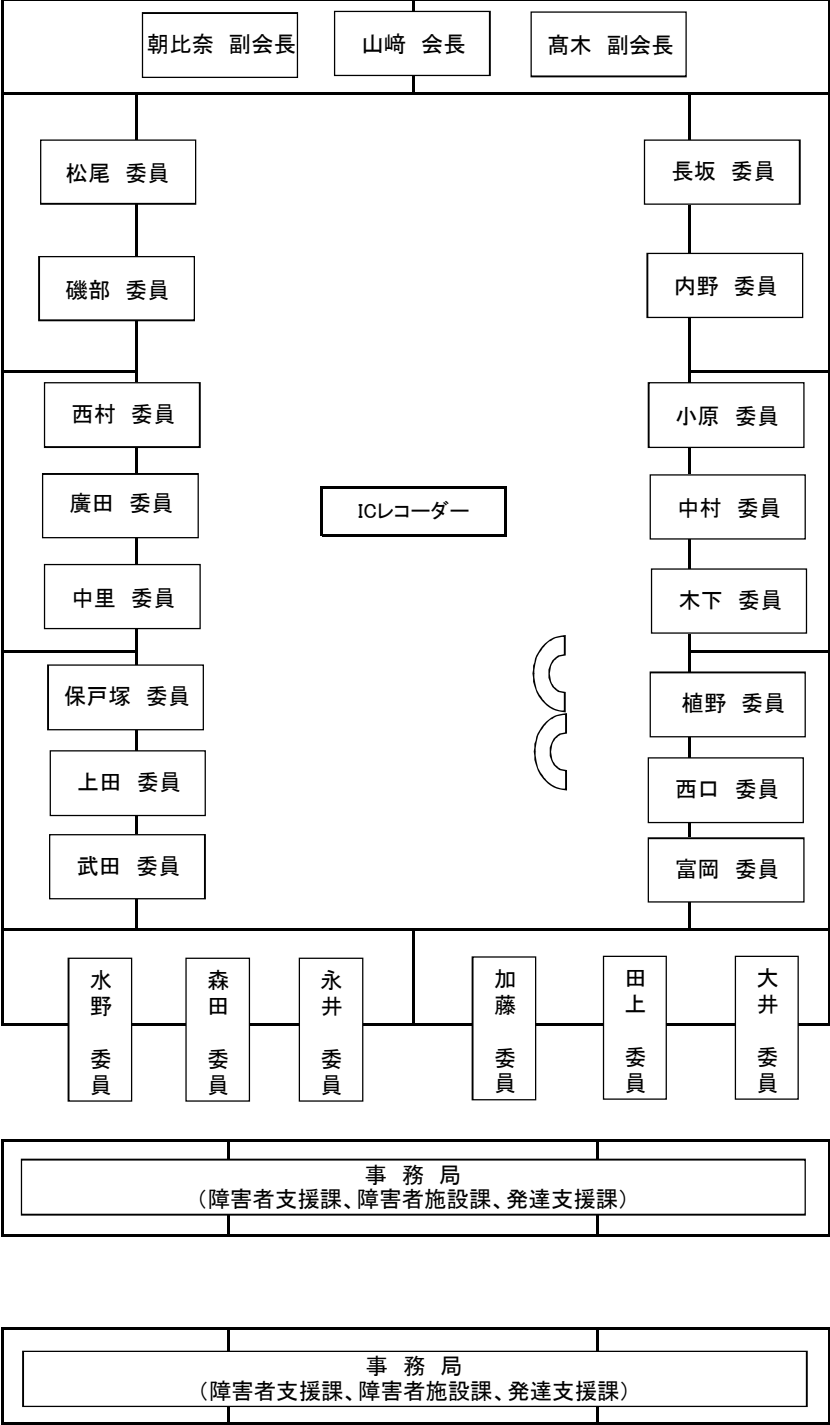 朝比奈　副会長
山﨑　会長
髙木　副会長
松尾　委員
長坂　委員
磯部　委員
内野　委員
西村　委員
小原　委員
廣田　委員
中村　委員
ICレコーダー
中里　委員
木下　委員
保戸塚　委員
植野　委員
上田　委員
西口　委員
武田　委員
富岡　委員
水野　委員
森田　委員
永井　委員
加藤　委員
田上　委員
大井　委員
事　務　局
（障害者支援課、障害者施設課、発達支援課）
事　務　局
（障害者支援課、障害者施設課、発達支援課）